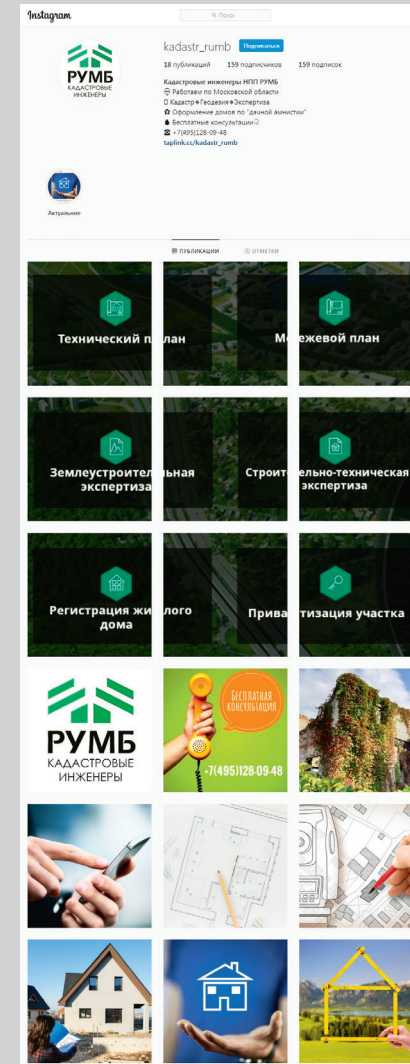 Instagram
Поиск
kadastr_rumb Подписаться
18 публикаций 159 подписчиков 159 подписок
Кадастровые инженеры НПП РУМБ
Работаем по Московской области
Кадастр Геодезия Экспертиза
Оформление домов по "дачной амнистии"
Бесплатные консультации
+7(495)128-09-48
taplink.cc/kadastr_rumb
РУМБ
КАДАСТРОВЫЕ
ИНЖЕНЕРЫ
Актуальное
ПУБЛИКАЦИИ ОТМЕТКИ
Технический план
Межевой план
Землеустроительная
экспертиза
Строительно-техническая
экспертиза
Регистрация жилого
дома
Приватизация участка
РУМБ
КАДАСТРОВЫЕ
ИНЖЕНЕРЫ
БЕСПЛАТНАЯ
КОНСУЛЬТАЦИЯ
+7(495)128-09-48